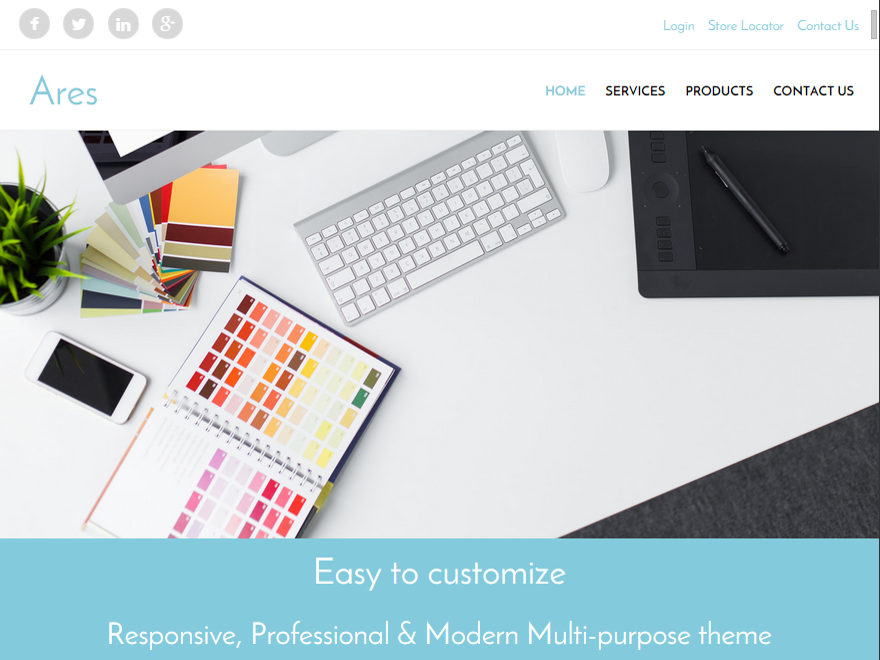 Login Store Locator Contact Us
Ares
HOME SERVICES PRODUCTS CONTACT US
Easy to customize
Responsive, Professional & Modern Multi-purpose theme